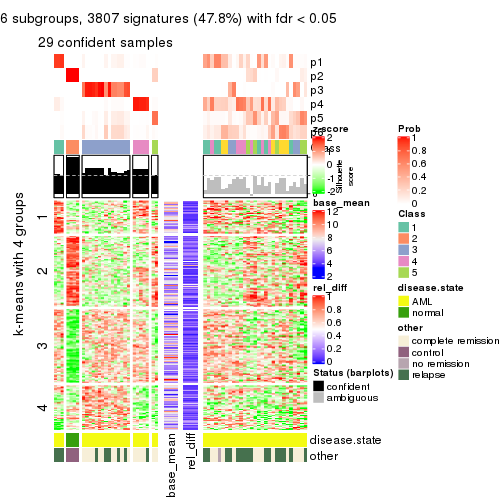 6 subgroups, 3807 signatures (47.8%) with fdr < 0.05
29 confident samples
p1
p2
p3
p4
p5
p6
Class
Silhouette
score
k-means with 4 groups
1
2
3
4
base_mean
rel_diff
disease.state
other
z-score
2
1
0
-1
-2
base_mean
12
10
8
6
4
2
rel_diff
1
0.8
0.6
0.4
0.2
0
Status (barplots)
confident
ambiguous
Prob
1
0.8
0.6
0.4
0.2
0
Class
1
2
3
4
5
disease.state
AML
normal
other
complete remission
control
no remission
relapse